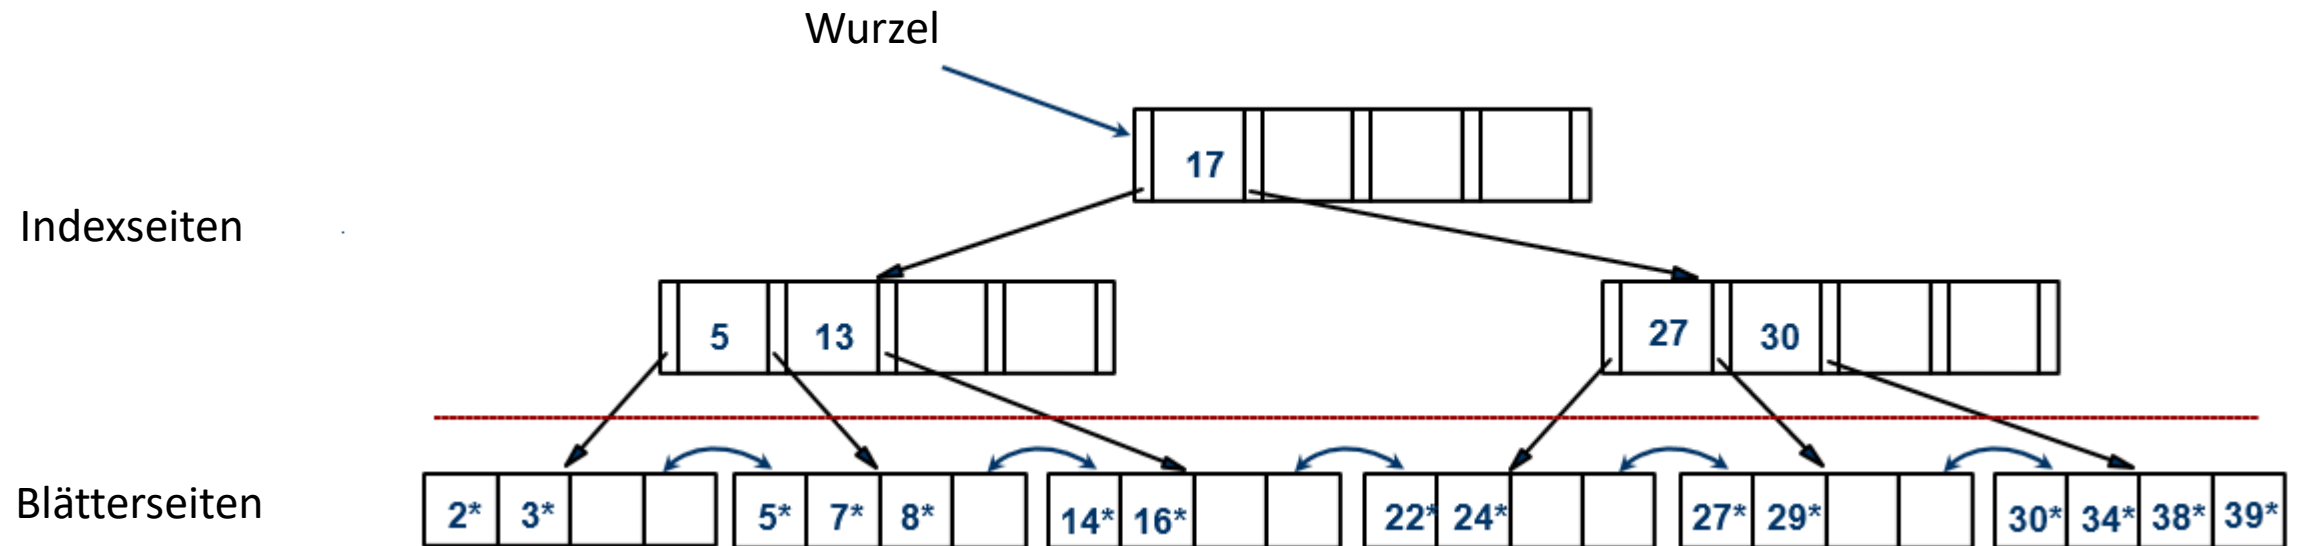 Wurzel
17
Indexseiten
5 13
27 30
Blätterseiten
2* 3*
5* 7* 8*
14* 16*
22* 24*
27* 29*
30* 34* 38* 39*